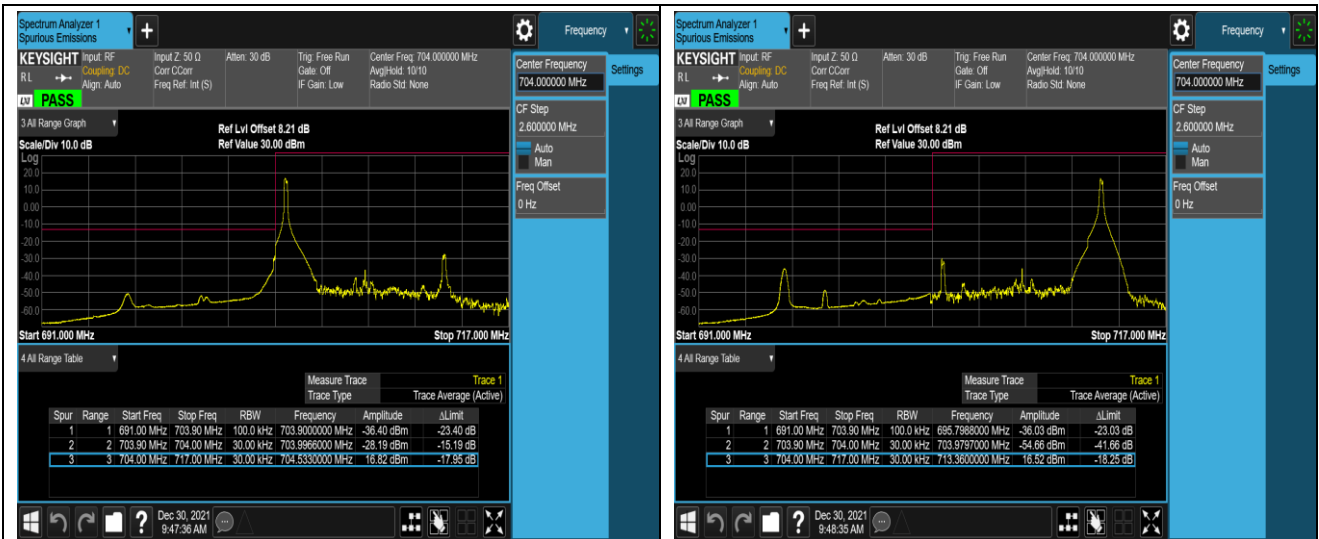 Spectrum Analyzer 1
Spurious Emissions
+
Frequency
KEYSIGHT Input: RF Input Z: 50 Ω Atten: 30 dB Trig: Free Run Center Freq: 704.000000 MHz
Coupling: DC Corr CCorr Gate: Off Avg|Hold: 10/10
RL Align: Auto Freq Ref: Int (S) IF Gain: Low Radio Std: None
LXI PASS
Center Frequency
704.000000 MHz
Settings
CF Step
2.600000 MHz
Auto
Man
Freq Offset
0 Hz
3 All Range Graph
Ref Lvl Offset 8.21 dB
Scale/Div 10.0 dB Ref Value 30.00 dBm
Log
20.0
10.0
0.00
-10.0
-20.0
-30.0
-40.0
-50.0
-60.0
Start 691.000 MHz Stop 717.000 MHz
4 All Range Table
Measure Trace Trace 1
Trace Type Trace Average (Active)
Spur Range Start Freq Stop Freq RBW Frequency Amplitude ΔLimit
1 1 691.00 MHz 703.90 MHz 100.0 kHz 703.9000000 MHz -36.40 dBm -23.40 dB
2 2 703.90 MHz 704.00 MHz 30.00 kHz 703.9966000 MHz -28.19 dBm -15.19 dB
3 3 704.00 MHz 717.00 MHz 30.00 kHz 704.5330000 MHz 16.82 dBm -17.95 dB
? Dec 30, 2021
9:47:36 AM
Spectrum Analyzer 1
Spurious Emissions
+
Frequency
KEYSIGHT Input: RF Input Z: 50 Ω Atten: 30 dB Trig: Free Run Center Freq: 704.000000 MHz
Coupling: DC Corr CCorr Gate: Off Avg|Hold: 10/10
RL Align: Auto Freq Ref: Int (S) IF Gain: Low Radio Std: None
LXI PASS
Center Frequency
704.000000 MHz
Settings
CF Step
2.600000 MHz
Auto
Man
Freq Offset
0 Hz
3 All Range Graph
Ref Lvl Offset 8.21 dB
Scale/Div 10.0 dB Ref Value 30.00 dBm
Log
20.0
10.0
0.00
-10.0
-20.0
-30.0
-40.0
-50.0
-60.0
Start 691.000 MHz Stop 717.000 MHz
4 All Range Table
Measure Trace Trace 1
Trace Type Trace Average (Active)
Spur Range Start Freq Stop Freq RBW Frequency Amplitude ΔLimit
1 1 691.00 MHz 703.90 MHz 100.0 kHz 695.7988000 MHz -36.03 dBm -23.03 dB
2 2 703.90 MHz 704.00 MHz 30.00 kHz 703.9797000 MHz -54.66 dBm -41.66 dB
3 3 704.00 MHz 717.00 MHz 30.00 kHz 713.3600000 MHz 16.52 dBm -18.25 dB
? Dec 30, 2021
9:48:35 AM